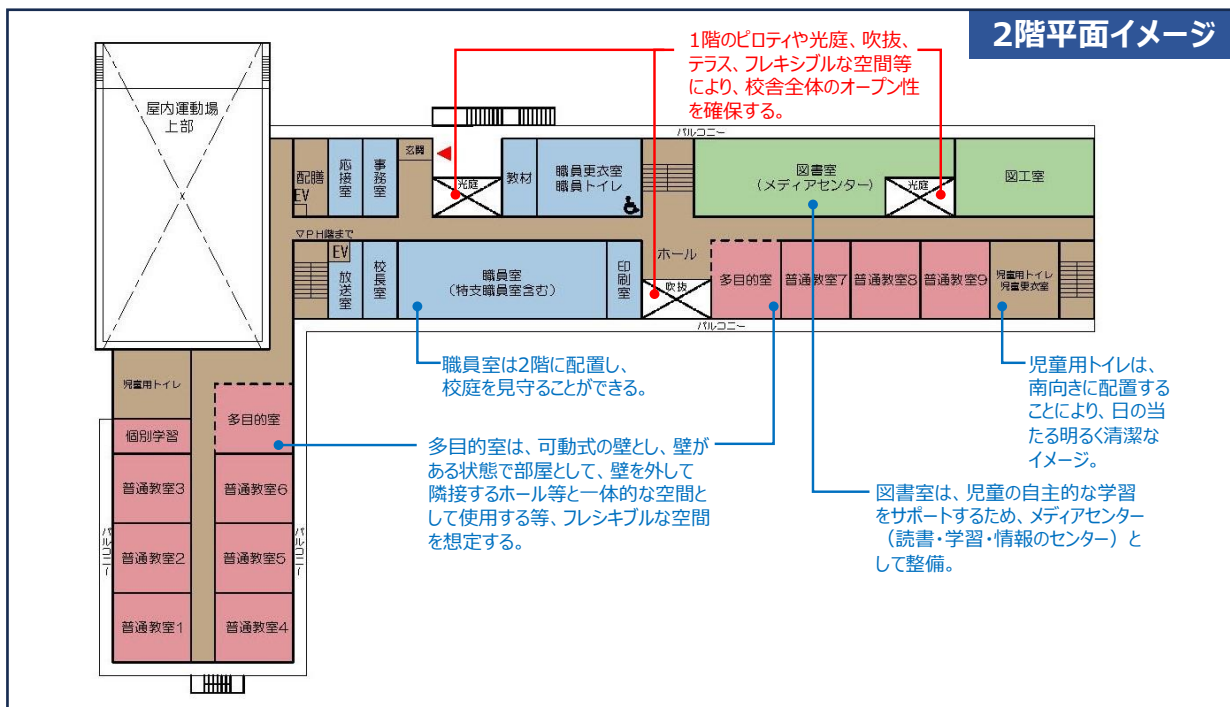 2階平面イメージ
1階のピロティや光庭、吹抜、
テラス、フレキシブルな空間等
により、校舎全体のオープン性
を確保する。
屋内運動場
上部
バルコニー
配膳
EV
応接室
事務室
玄関
光庭
教材
職員更衣室
職員トイレ
図書室
(メディアセンター)
光庭
図工室
▽PH階まで
EV
放送室
校長室
職員室
(特支職員室含む)
印刷室
ホール
吹抜
多目的室
普通教室7
普通教室8
普通教室9
児童用トイレ
児童更衣室
バルコニー
職員室は2階に配置し、
校庭を見守ることができる。
児童用トイレは、
南向きに配置する
ことにより、日の当
たる明るく清潔な
イメージ。
児童用トイレ
個別学習
多目的室
多目的室は、可動式の壁とし、壁が
ある状態で部屋として、壁を外して
隣接するホール等と一体的な空間と
して使用する等、フレシキブルな空間
を想定する。
図書室は、児童の自主的な学習
をサポートするため、メディアセンター
(読書・学習・情報のセンター)と
して整備。
普通教室3
普通教室6
バルコニー
普通教室2
普通教室5
バルコニー
普通教室1
普通教室4